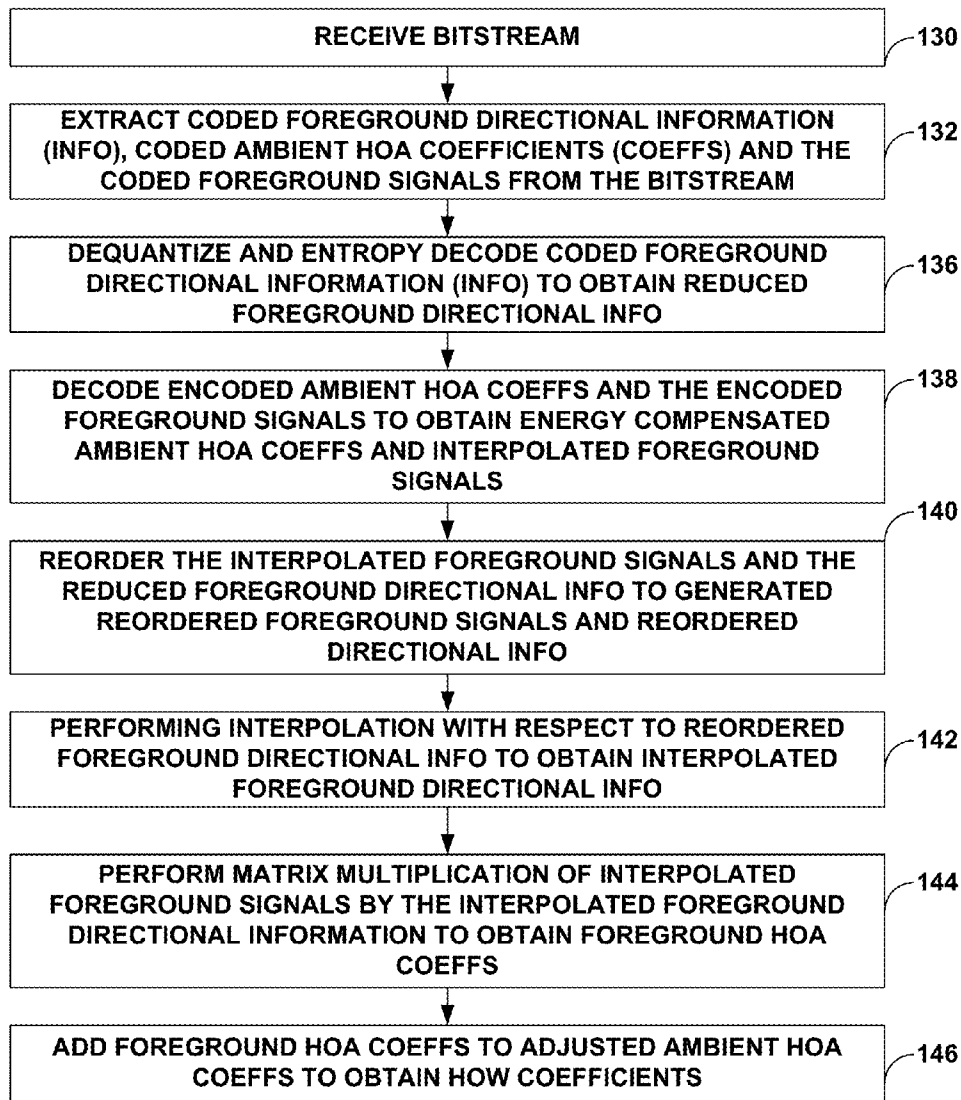 RECEIVE BITSTREAM
130
EXTRACT CODED FOREGROUND DIRECTIONAL INFORMATION
(INFO), CODED AMBIENT HOA COEFFICIENTS (COEFFS) AND THE
CODED FOREGROUND SIGNALS FROM THE BITSTREAM
132
DEQUANTIZE AND ENTROPY DECODE CODED FOREGROUND
DIRECTIONAL INFORMATION (INFO) TO OBTAIN REDUCED
FOREGROUND DIRECTIONAL INFO
136
DECODE ENCODED AMBIENT HOA COEFFS AND THE ENCODED
FOREGROUND SIGNALS TO OBTAIN ENERGY COMPENSATED
AMBIENT HOA COEFFS AND INTERPOLATED FOREGROUND
SIGNALS
138
REORDER THE INTERPOLATED FOREGROUND SIGNALS AND THE
REDUCED FOREGROUND DIRECTIONAL INFO TO GENERATED
REORDERED FOREGROUND SIGNALS AND REORDERED
DIRECTIONAL INFO
140
PERFORMING INTERPOLATION WITH RESPECT TO REORDERED
FOREGROUND DIRECTIONAL INFO TO OBTAIN INTERPOLATED
FOREGROUND DIRECTIONAL INFO
142
PERFORM MATRIX MULTIPLICATION OF INTERPOLATED
FOREGROUND SIGNALS BY THE INTERPOLATED FOREGROUND
DIRECTIONAL INFORMATION TO OBTAIN FOREGROUND HOA
COEFFS
144
ADD FOREGROUND HOA COEFFS TO ADJUSTED AMBIENT HOA
COEFFS TO OBTAIN HOW COEFFICIENTS
146